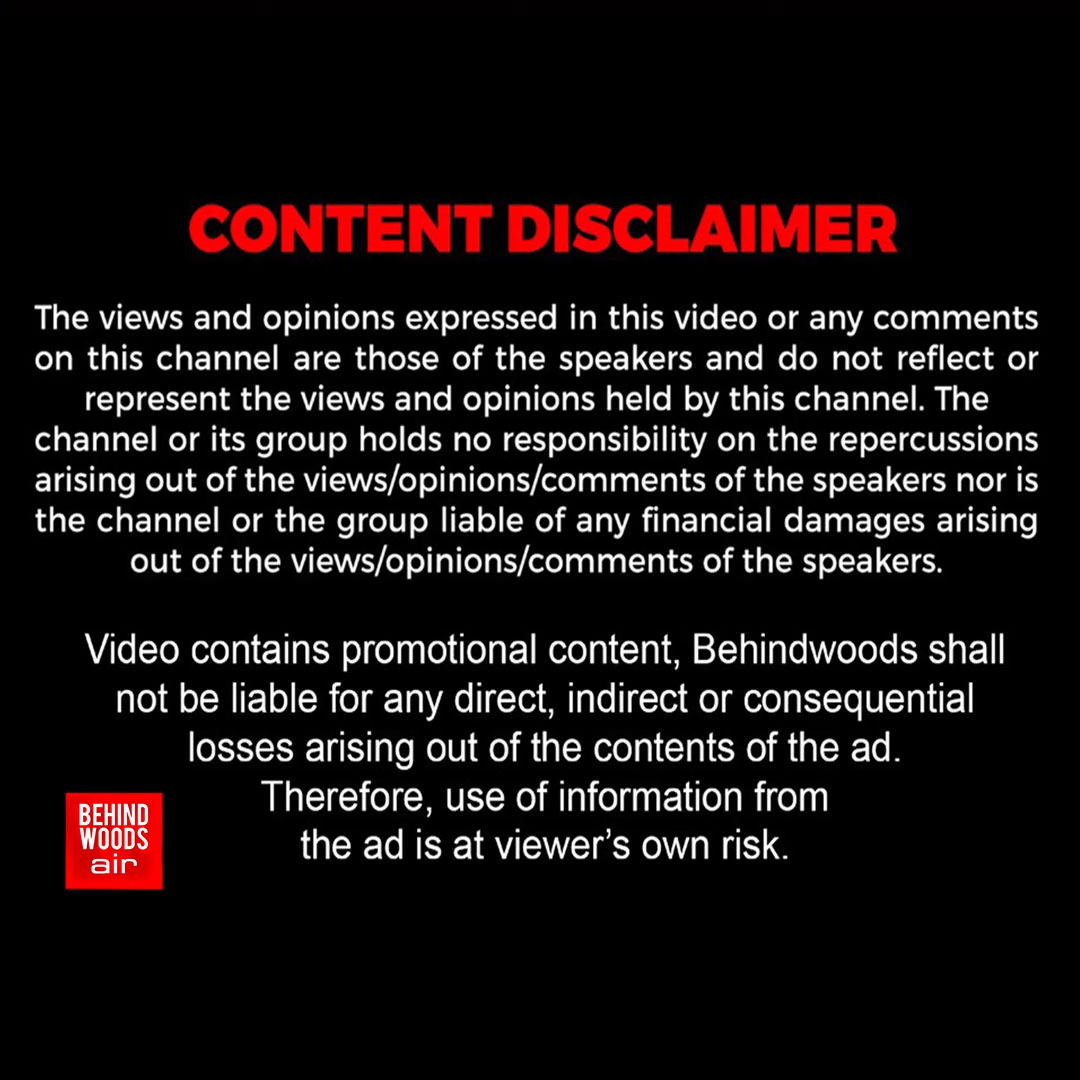 CONTENT DISCLAIMER
The views and opinions expressed in this video or any comments
on this channel are those of the speakers and do not reflect or
represent the views and opinions held by this channel. The
channel or its group holds no responsibility on the repercussions
arising out of the views/opinions/comments of the speakers nor is
the channel or the group liable of any financial damages arising
out of the views/opinions/comments of the speakers.
Video contains promotional content, Behindwoods shall
not be liable for any direct, indirect or consequential
losses arising out of the contents of the ad.
Therefore, use of information from
the ad is at viewer’s own risk.
BEHIND
WOODS
air